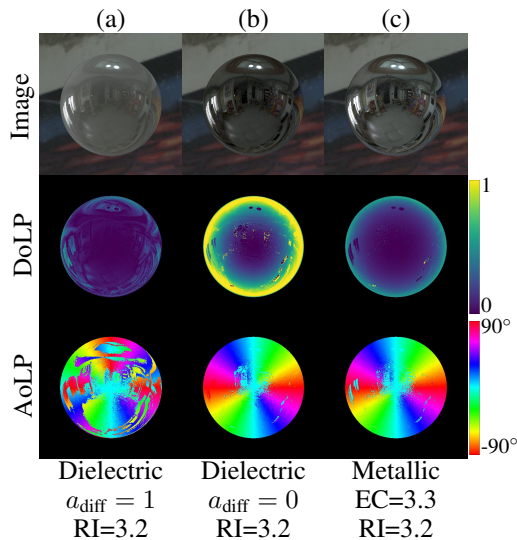 (a) (b) (c)
Image
DoLP
1
0
AoLP
90°
-90°
Dielectric Dielectric Metallic
a_diff = 1 a_diff = 0 EC=3.3
RI=3.2 RI=3.2 RI=3.2